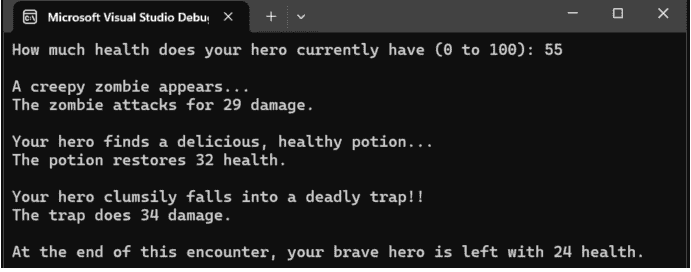 Microsoft Visual Studio Debug
How much health does your hero currently have (0 to 100): 55
A creepy zombie appears...
The zombie attacks for 29 damage.
Your hero finds a delicious, healthy potion...
The potion restores 32 health.
Your hero clumsily falls into a deadly trap!!
The trap does 34 damage.
At the end of this encounter, your brave hero is left with 24 health.